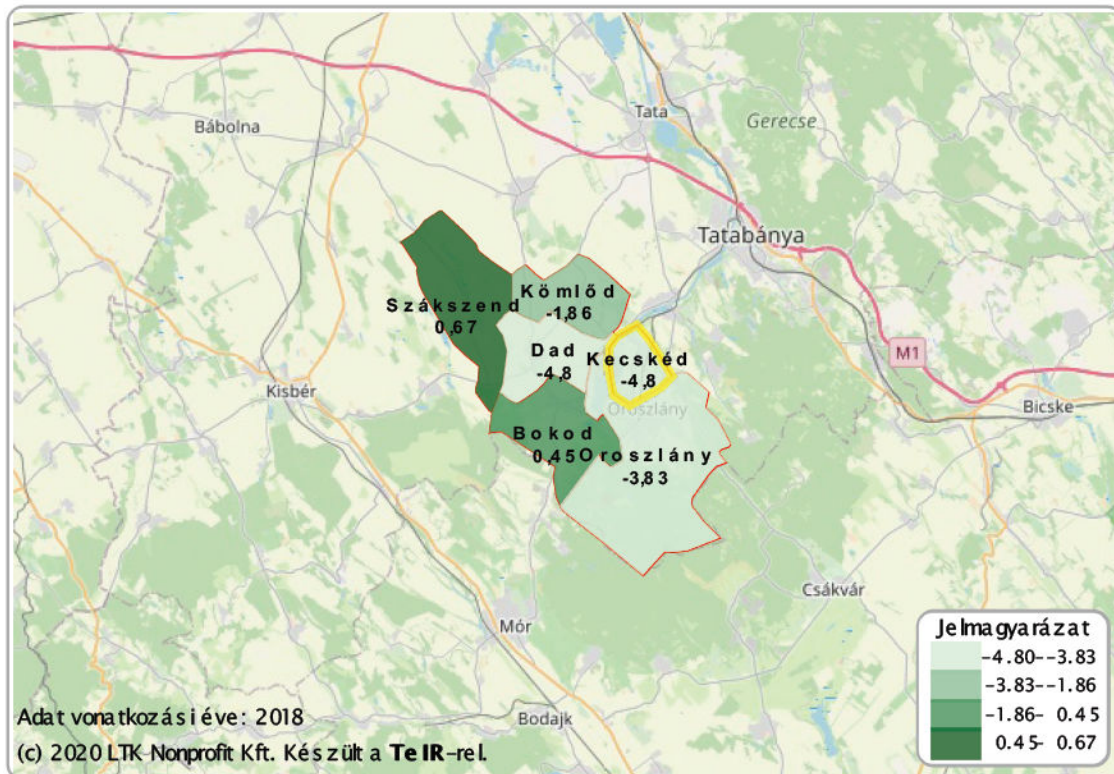 Bábolna
Tata
Gerecse
Tatabánya
Szákszend
0,67
Kömlőd
-1,86
Dad
-4,8
Kecskéd
-4,8
M1
Kisbér
Bicske
Oroszlány
Bokod
0,45
Oroszlány
-3,83
Csákvár
Mór
Bodajk
Jelmagyarázat
-4.80--3.83
-3.83--1.86
-1.86- 0.45
0.45- 0.67
Adat vonatkozási éve: 2018
(c) 2020 LTK Nonprofit Kft. Készült a TeIR-rel.